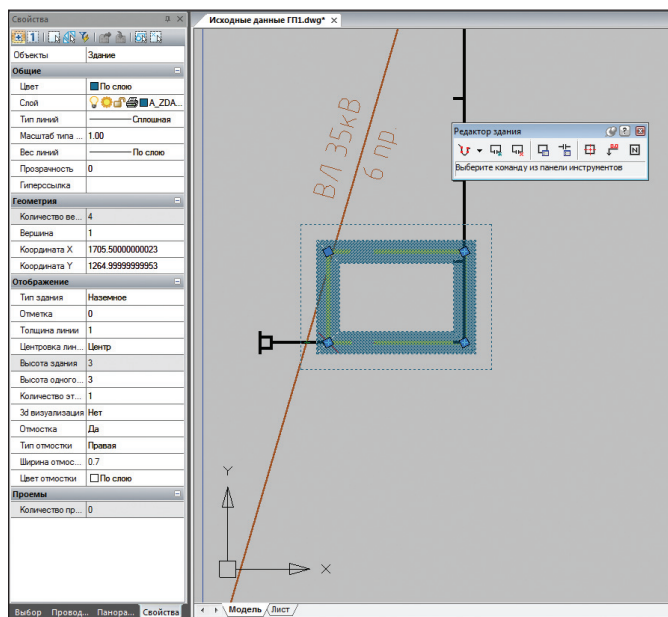 Свойства
Исходные данные ГП1.dwg*
Объекты Здание
Общие
Цвет По слою
Слой A_ZDA...
Тип линий Сплошная
Масштаб типа ... 1.00
Вес линий По слою
Прозрачность 0
Гиперссылка
Геометрия
Количество ве... 4
Вершина 1
Координата X 1705.50000000023
Координата Y 1264.99999999953
Отображение
Тип здания Наземное
Отметка 0
Толщина линии 1
Центровка лин... Центр
Высота здания 3
Высота одного... 3
Количество эт... 1
3d визуализация Нет
Отмостка Да
Тип отмостки Правая
Ширина отмос... 0.7
Цвет отмостки По слою
Проемы
Количество пр... 0
Выбор Провод... Панора... Свойства
ВЛ 35кВ
6 пр.
Редактор здания
Выберите команду из панели инструментов
Y
X
Модель Лист